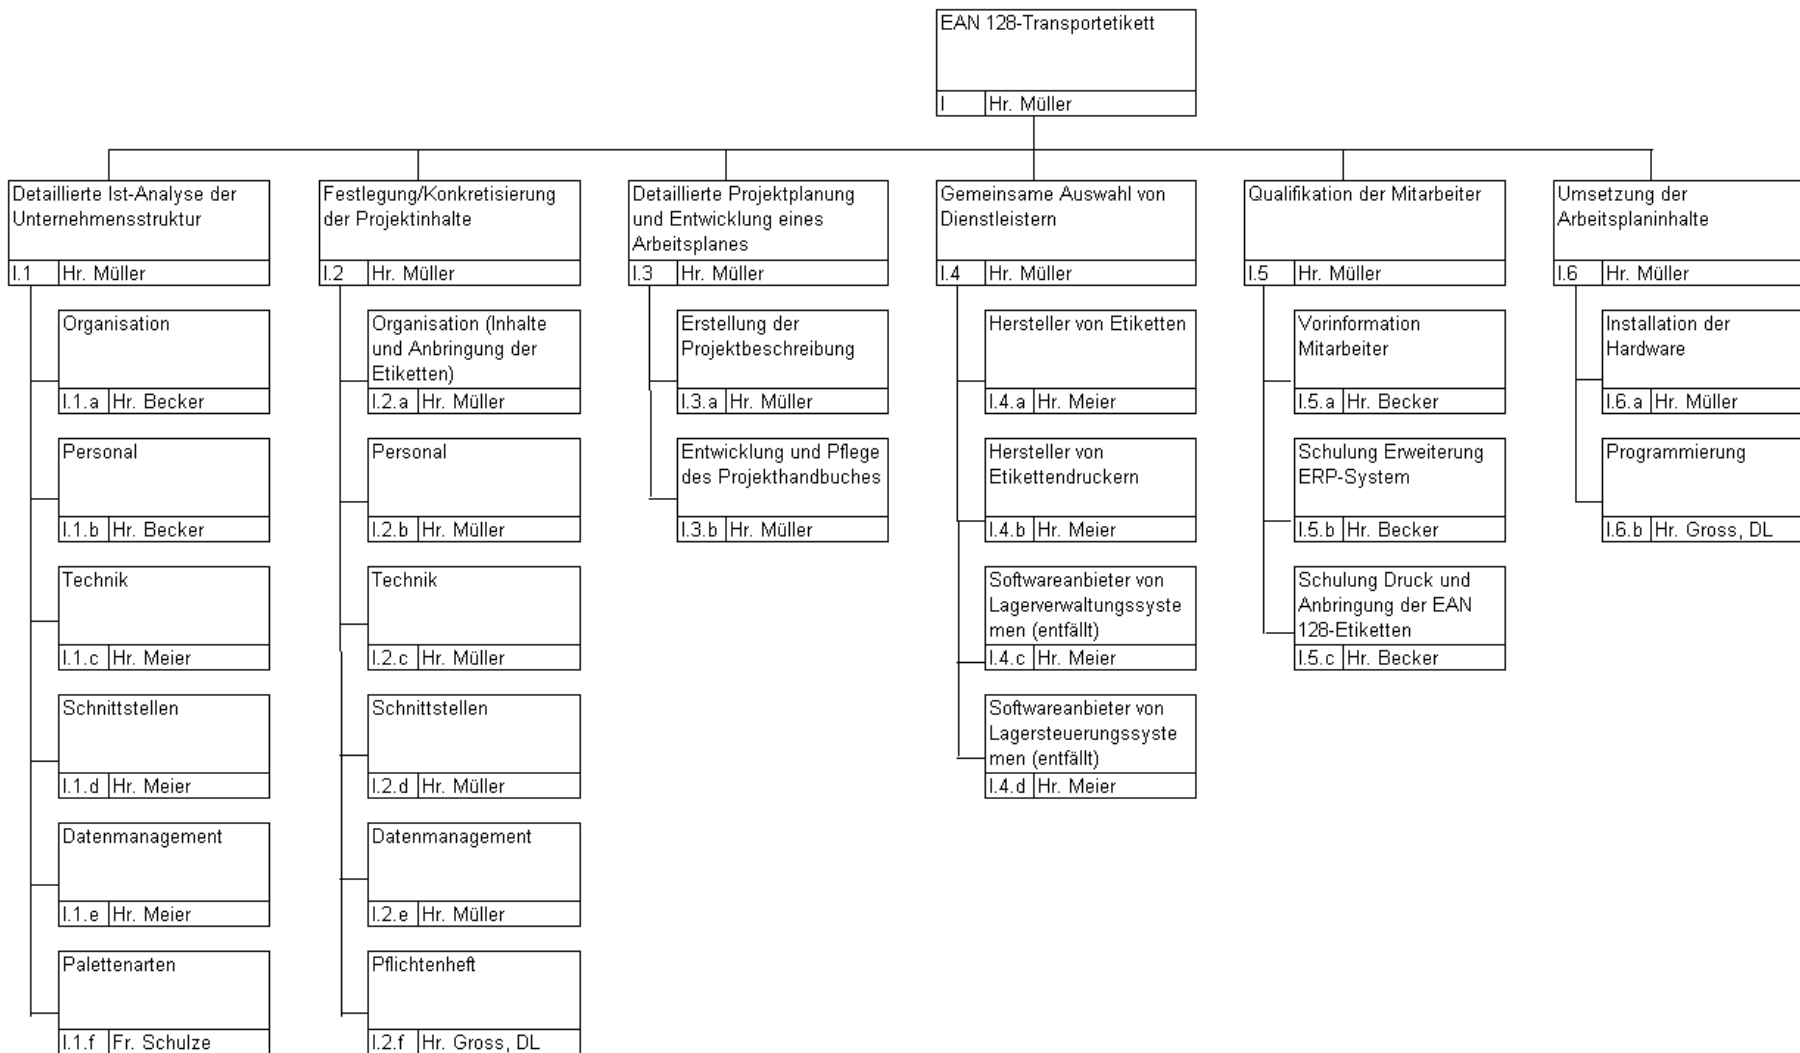 EAN 128-Transportetikett
I Hr. Müller
Detaillierte Ist-Analyse der
Unternehmensstruktur
I.1 Hr. Müller
Organisation
I.1.a Hr. Becker
Personal
I.1.b Hr. Becker
Technik
I.1.c Hr. Meier
Schnittstellen
I.1.d Hr. Meier
Datenmanagement
I.1.e Hr. Meier
Palettenarten
I.1.f Fr. Schulze
Festlegung/Konkretisierung
der Projektinhalte
I.2 Hr. Müller
Organisation (Inhalte
und Anbringung der
Etiketten)
I.2.a Hr. Müller
Personal
I.2.b Hr. Müller
Technik
I.2.c Hr. Müller
Schnittstellen
I.2.d Hr. Müller
Datenmanagement
I.2.e Hr. Müller
Pflichtenheft
I.2.f Hr. Gross, DL
Detaillierte Projektplanung
und Entwicklung eines
Arbeitsplanes
I.3 Hr. Müller
Erstellung der
Projektbeschreibung
I.3.a Hr. Müller
Entwicklung und Pflege
des Projekthandbuches
I.3.b Hr. Müller
Gemeinsame Auswahl von
Dienstleistern
I.4 Hr. Müller
Hersteller von Etiketten
I.4.a Hr. Meier
Hersteller von
Etikettendruckern
I.4.b Hr. Meier
Softwareanbieter von
Lagerverwaltungssyste
men (entfällt)
I.4.c Hr. Meier
Softwareanbieter von
Lagersteuerungssyste
men (entfällt)
I.4.d Hr. Meier
Qualifikation der Mitarbeiter
I.5 Hr. Müller
Vorinformation
Mitarbeiter
I.5.a Hr. Becker
Schulung Erweiterung
ERP-System
I.5.b Hr. Becker
Schulung Druck und
Anbringung der EAN
128-Etiketten
I.5.c Hr. Becker
Umsetzung der
Arbeitsplaninhalte
I.6 Hr. Müller
Installation der
Hardware
I.6.a Hr. Müller
Programmierung
I.6.b Hr. Gross, DL